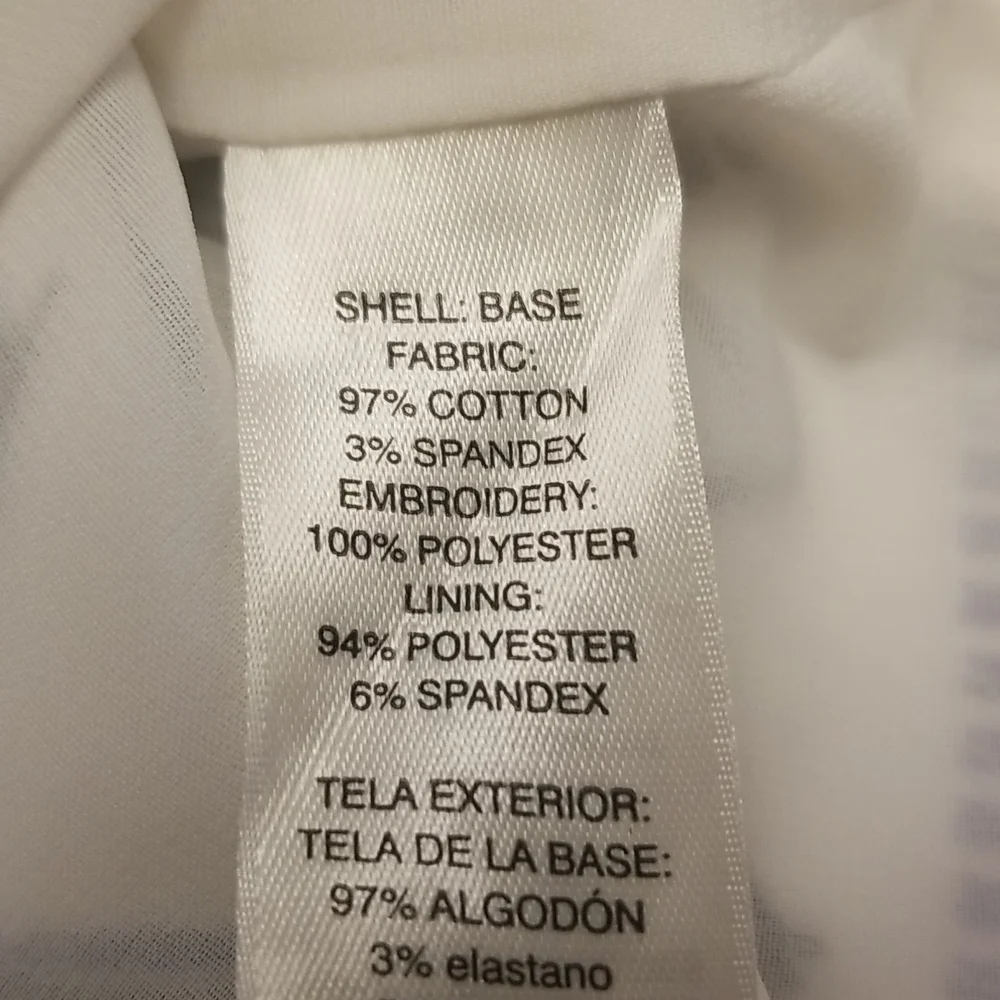 SHELL: BASE
FABRIC:
97% COTTON
3% SPANDEX
EMBROIDERY:
100% POLYESTER
LINING:
94% POLYESTER
6% SPANDEX
TELA EXTERIOR:
TELA DE LA BASE:
97% ALGODÓN
3% elastano